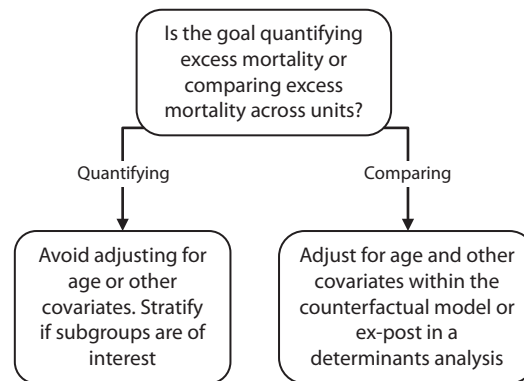 Is the goal quantifying
excess mortality or
comparing excess
mortality across units?
Quantifying
Comparing
Avoid adjusting for
age or other
covariates. Stratify
if subgroups are of
interest
Adjust for age and other
covariates within the
counterfactual model or
ex-post in a
determinants analysis